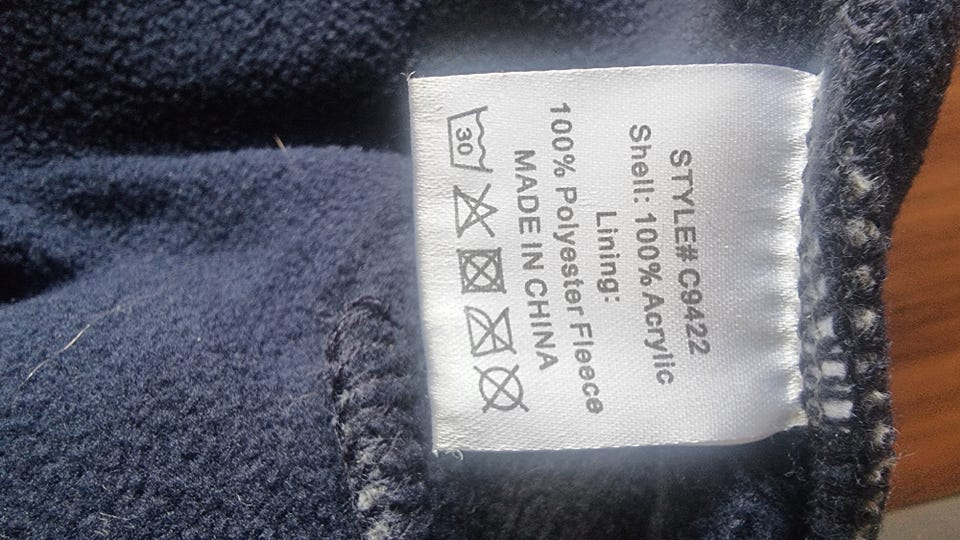 STYLE# C9422
Shell: 100% Acrylic
Lining:
100% Polyester Fleece
MADE IN CHINA
30